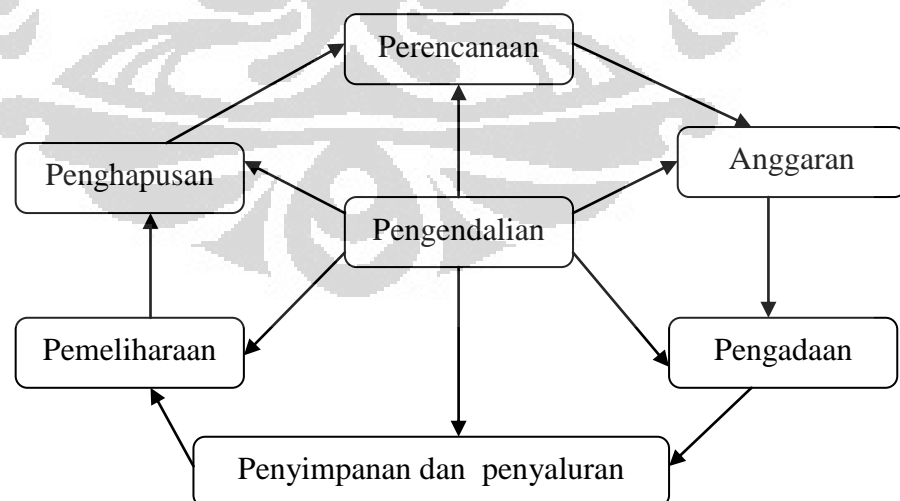 Perencanaan
Anggaran
Penghapusan
Pengendalian
Pemeliharaan
Pengadaan
Penyimpanan dan penyaluran